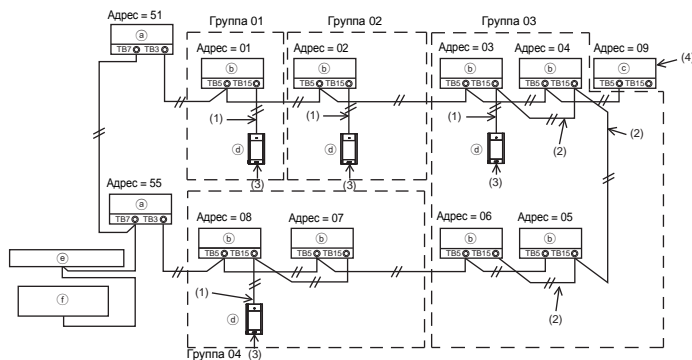 Группа 01 Группа 02 Группа 03
Адрес = 51
ⓐ
TB7 TB3
Адрес = 01 Адрес = 02 Адрес = 03 Адрес = 04 Адрес = 09
ⓑ ⓑ ⓑ ⓑ ⓒ (4)
TB5 TB15 TB5 TB15 TB5 TB15 TB5 TB15 TB5 TB15
(1) (1) (1) (2) (2)
ⓓ ⓓ ⓓ
(3) (3) (3)
Адрес = 55
ⓐ
TB7 TB3
Адрес = 08 Адрес = 07 Адрес = 06 Адрес = 05
ⓑ ⓑ ⓑ ⓑ
TB5 TB15 TB5 TB15 TB5 TB15 TB5 TB15
ⓔ
ⓕ
(1) (2)
ⓓ
Группа 04 (3)